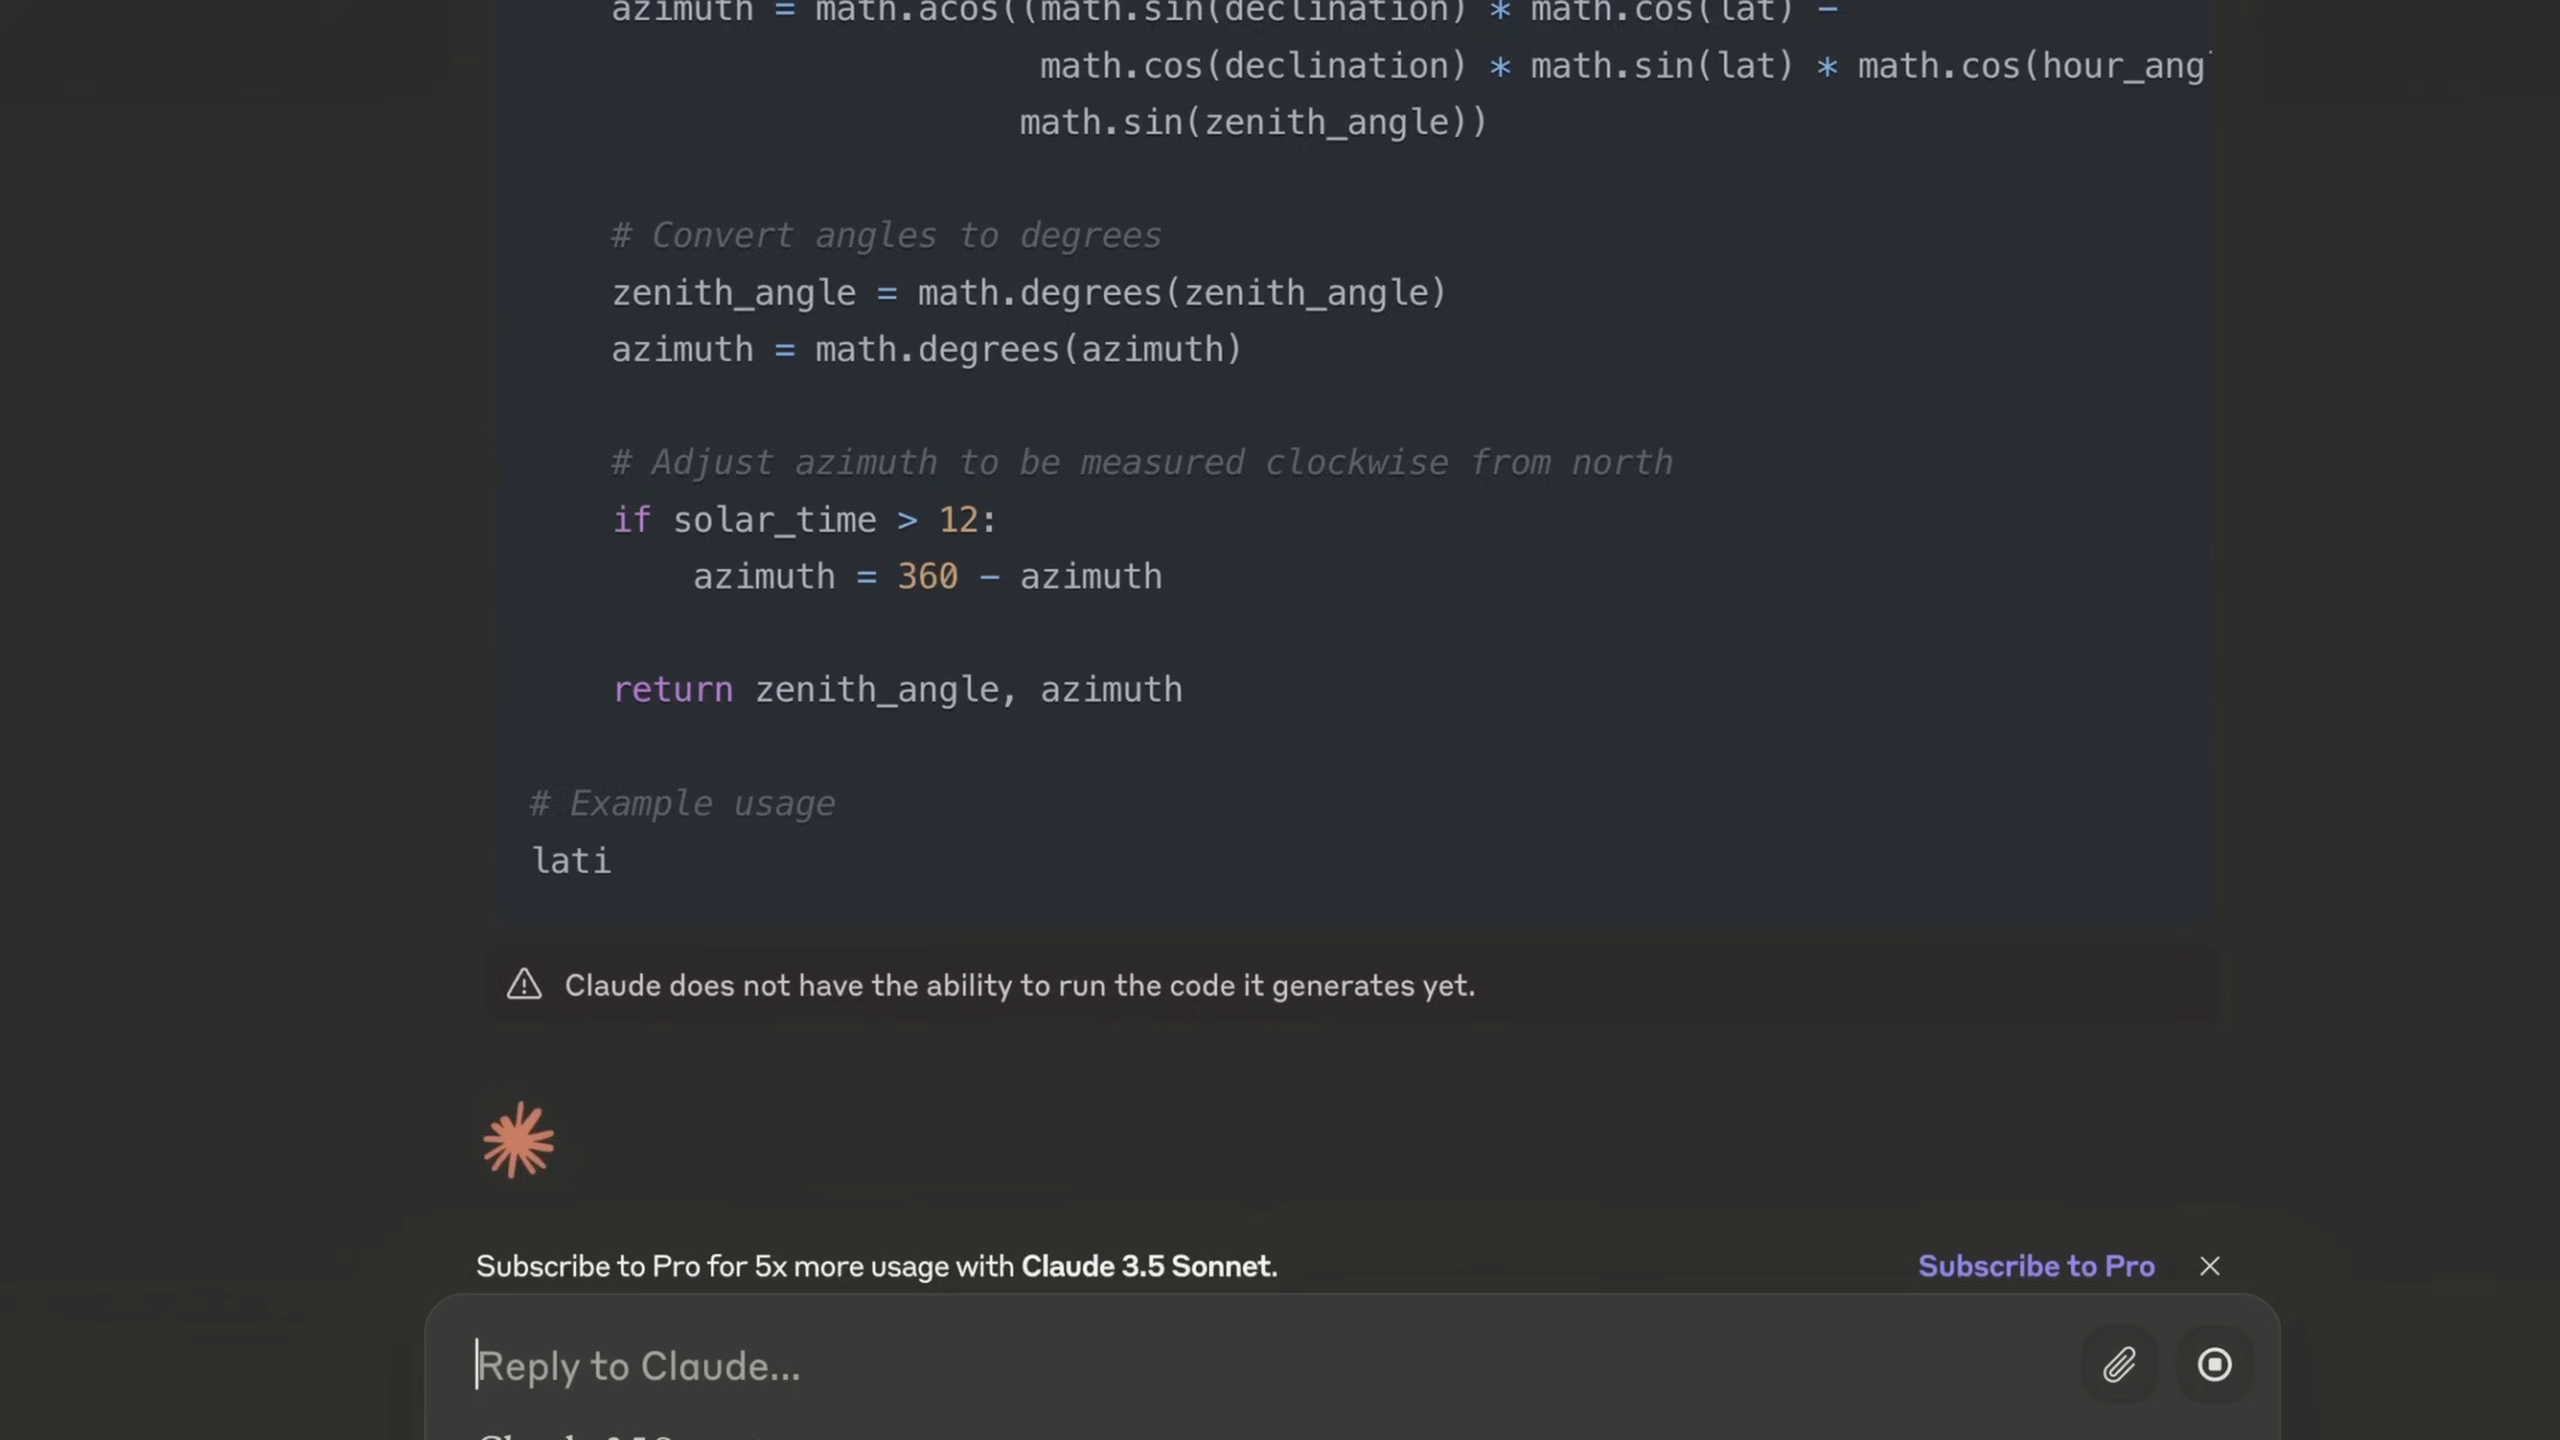 azimuth = math.acos((math.sin(declination) * math.cos(lat) -
math.cos(declination) * math.sin(lat) * math.cos(hour_ang
math.sin(zenith_angle))
# Convert angles to degrees
zenith_angle = math.degrees(zenith_angle)
azimuth = math.degrees(azimuth)
# Adjust azimuth to be measured clockwise from north
if solar_time > 12:
azimuth = 360 - azimuth
return zenith_angle, azimuth
# Example usage
lati
Claude does not have the ability to run the code it generates yet.
Subscribe to Pro for 5x more usage with Claude 3.5 Sonnet.
Subscribe to Pro
Reply to Claude...